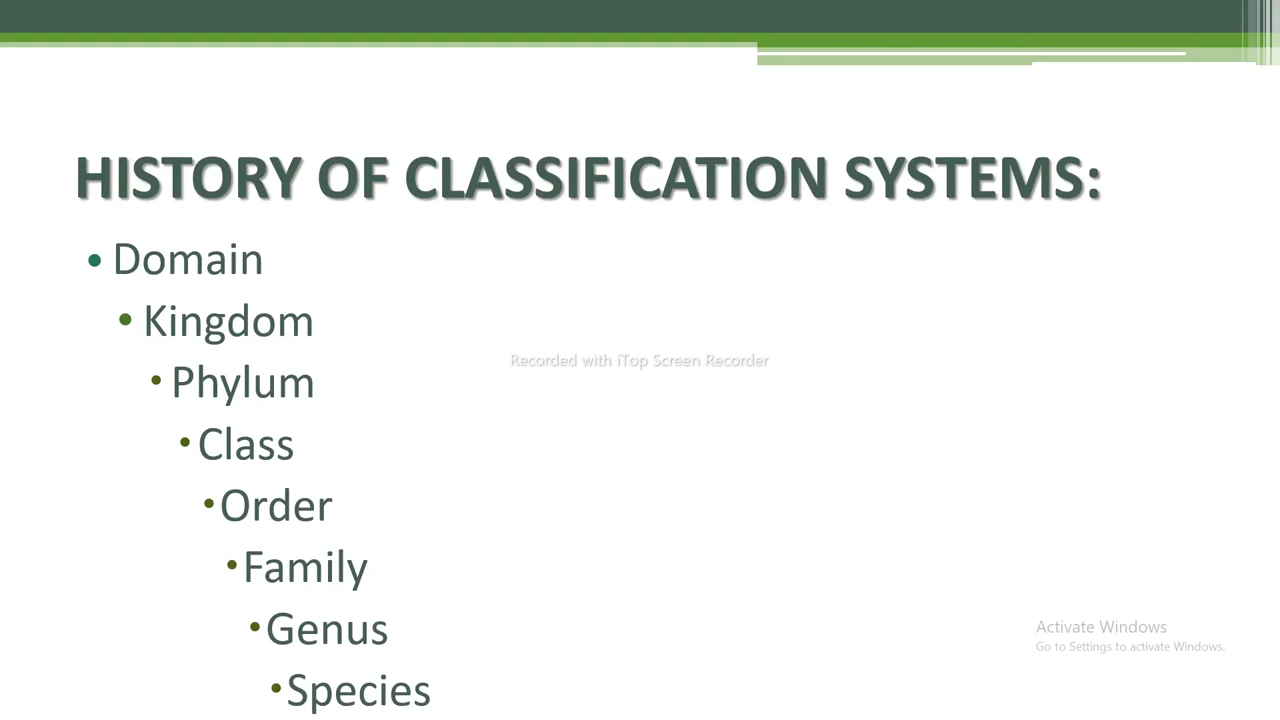 HISTORY OF CLASSIFICATION SYSTEMS:
• Domain
• Kingdom
Recorded with iTop Screen Recorder
• Phylum
• Class
• Order
• Family
• Genus
Activate Windows
Go to Settings to activate Windows.
• Species